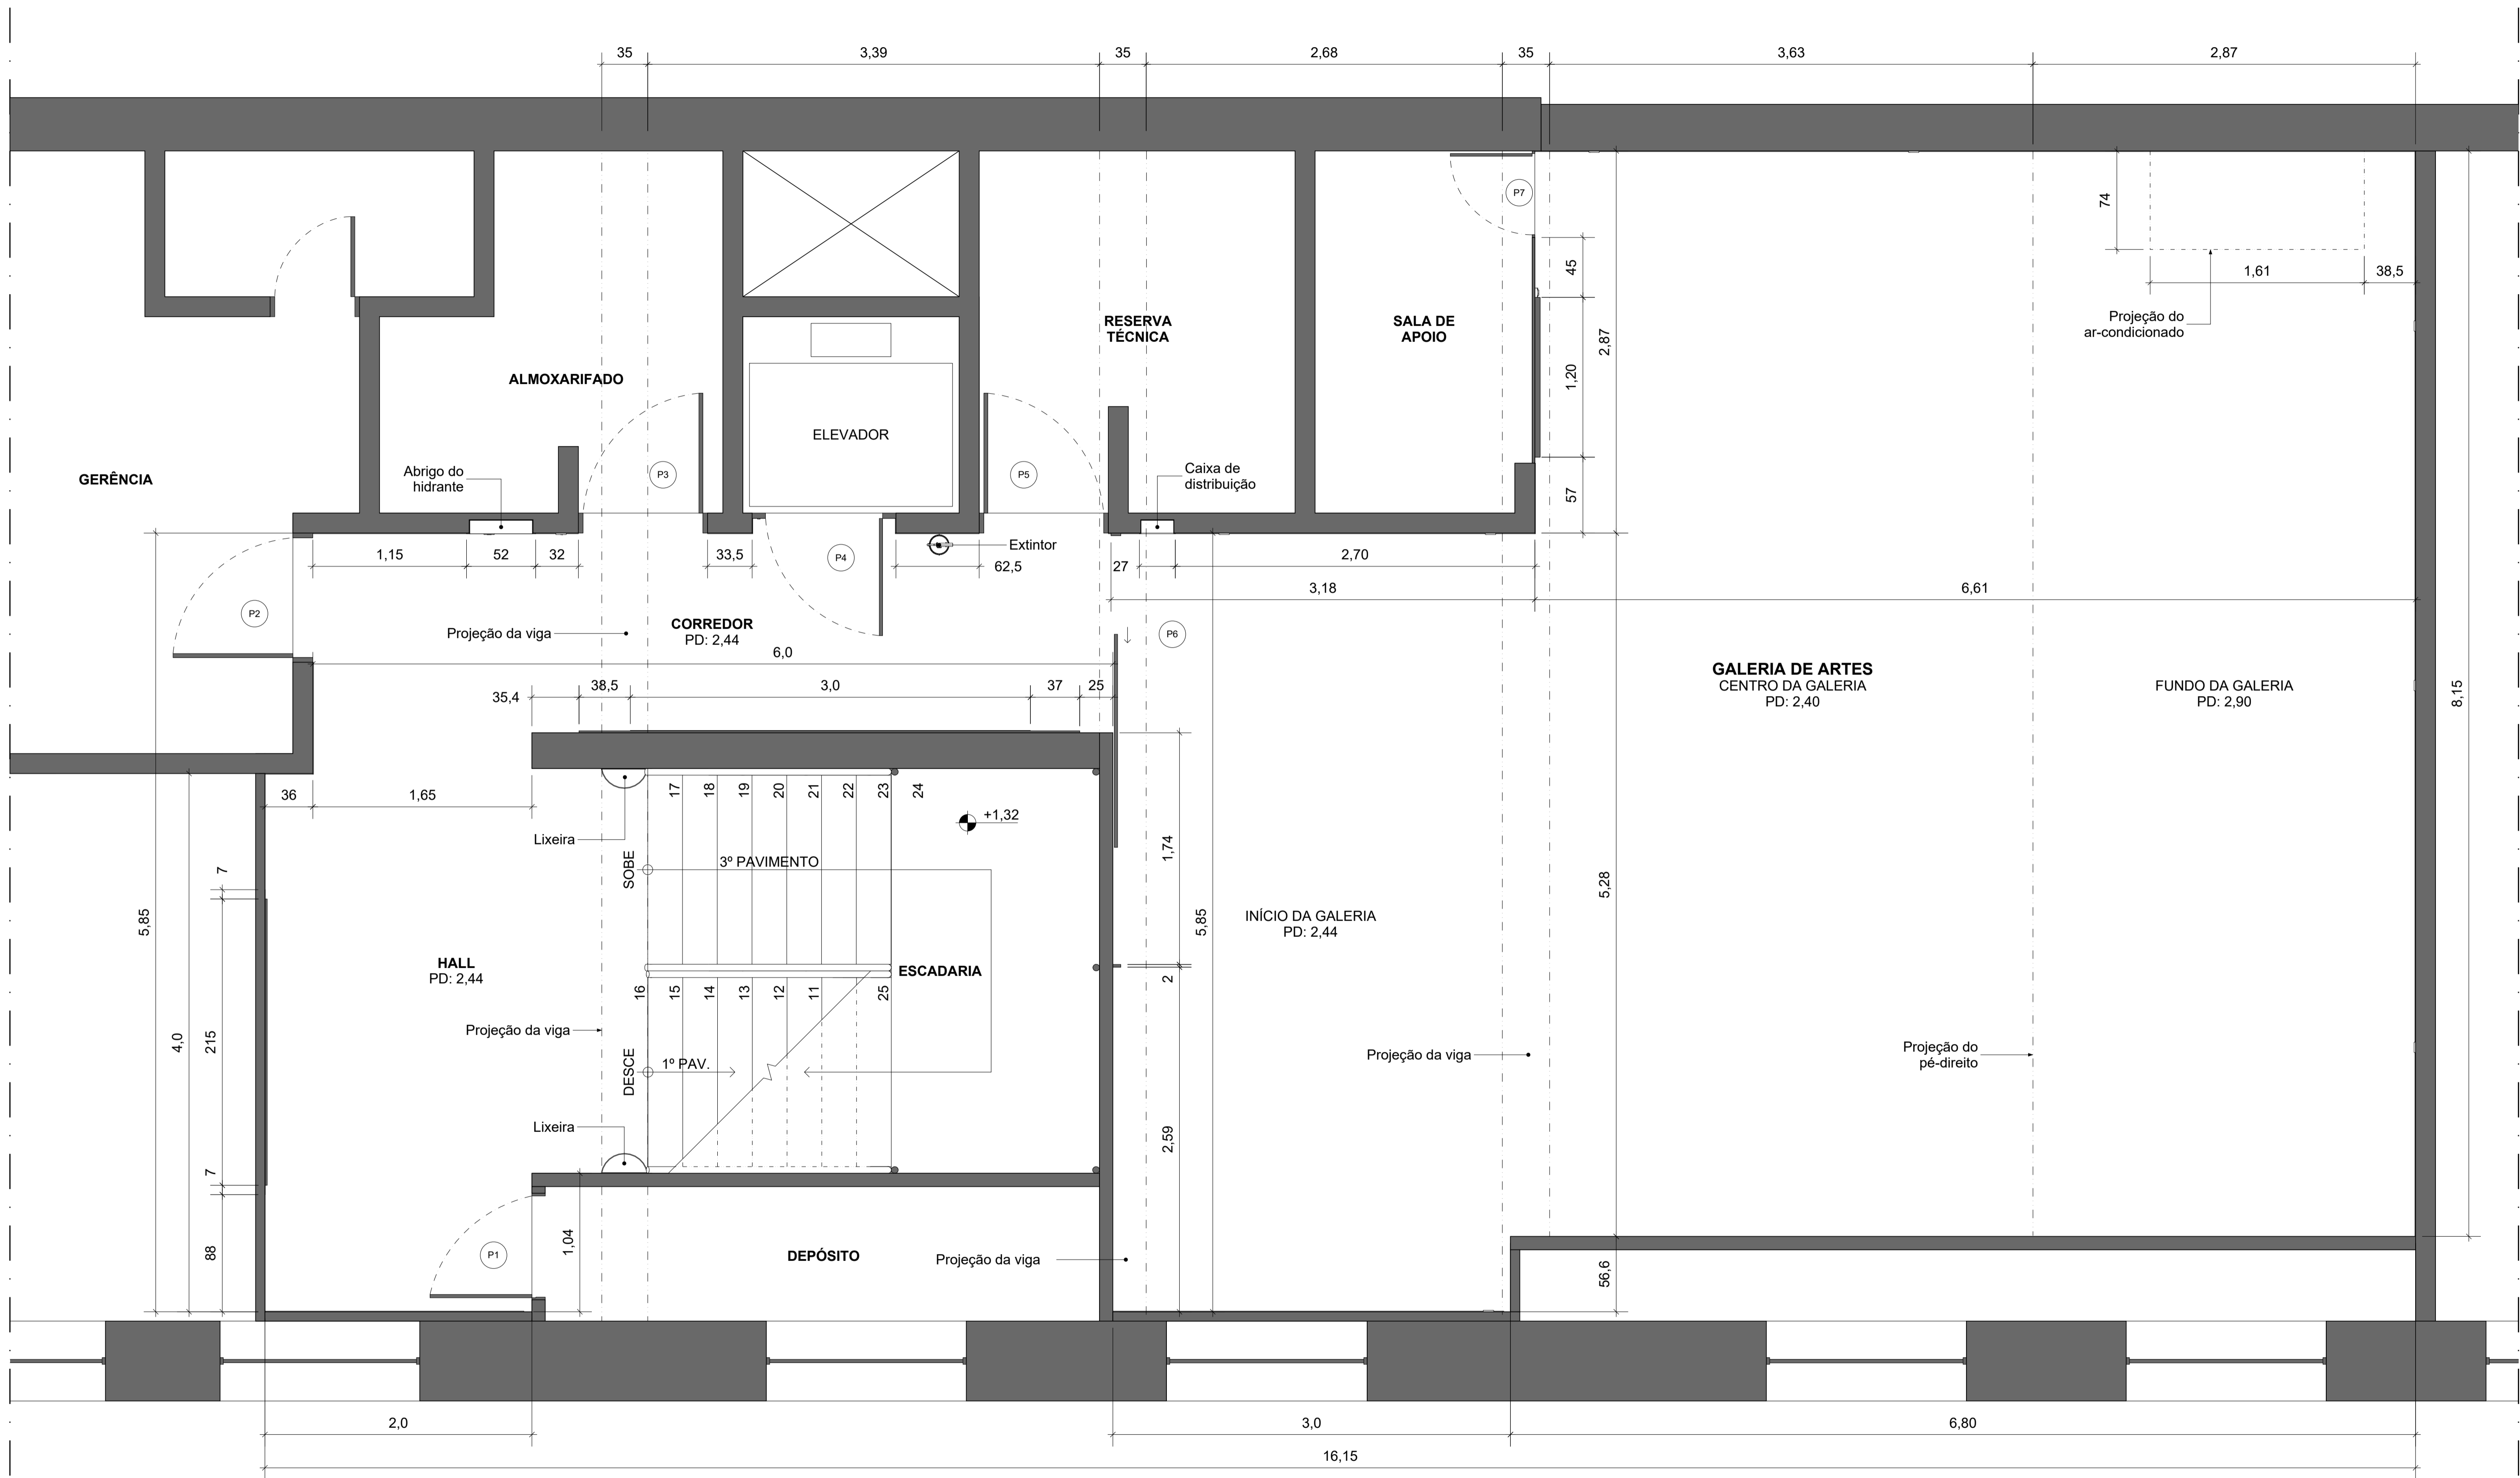 35
3,39
35
2,68
35
3,63
2,87
P7
74
45
1,61
38,5
Projeção do
ar-condicionado
RESERVA
TÉCNICA
SALA DE
APOIO
2,87
1,20
ALMOXARIFADO
ELEVADOR
GERÊNCIA
Abrigo do
hidrante
P3
P5
Caixa de
distribuição
57
1,15
52
32
33,5
P4
Extintor
62,5
27
2,70
3,18
6,61
P2
Projeção da viga
CORREDOR
PD: 2,44
P6
6,0
35,4
38,5
3,0
37
25
GALERIA DE ARTES
CENTRO DA GALERIA
PD: 2,40
FUNDO DA GALERIA
PD: 2,90
8,15
36
1,65
17
18
19
20
21
22
23
24
+1,32
Lixeira
SOBE
3º PAVIMENTO
1,74
7
5,85
5,85
5,28
INÍCIO DA GALERIA
PD: 2,44
HALL
PD: 2,44
ESCADARIA
16
15
14
13
12
11
25
2
4,0
215
Projeção da viga
DESCE
1º PAV.
Projeção da viga
Projeção do
pé-direito
Lixeira
2,59
7
88
P1
1,04
DEPÓSITO
Projeção da viga
56,6
2,0
3,0
6,80
16,15